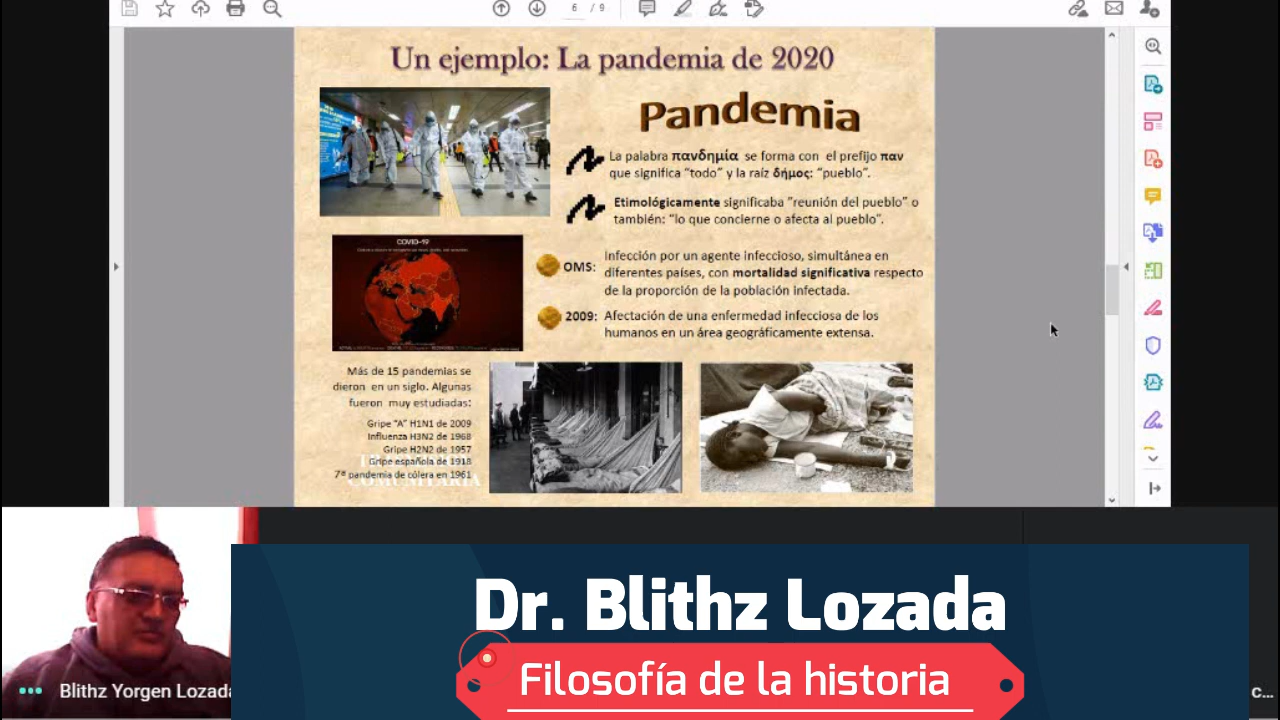 6 / 9
Un ejemplo: La pandemia de 2020
Pandemia
La palabra πανδημία se forma con el prefijo παν
que significa “todo” y la raíz δήμος: “pueblo”.
Etimológicamente significaba “reunión del pueblo” o
también: “lo que concierne o afecta al pueblo”.
COVID-19
OMS: Infección por un agente infeccioso, simultánea en
diferentes países, con mortalidad significativa respecto
de la proporción de la población infectada.
2009: Afectación de una enfermedad infecciosa de los
humanos en un área geográficamente extensa.
Más de 15 pandemias se
dieron en un siglo. Algunas
fueron muy estudiadas:
Gripe “A” H1N1 de 2009
Influenza H3N2 de 1968
Gripe H2N2 de 1957
Gripe española de 1918
7ª pandemia de cólera en 1961
COMUNITARIA
Dr. Blithz Lozada
Filosofía de la historia
Blithz Yorgen Lozada
c...